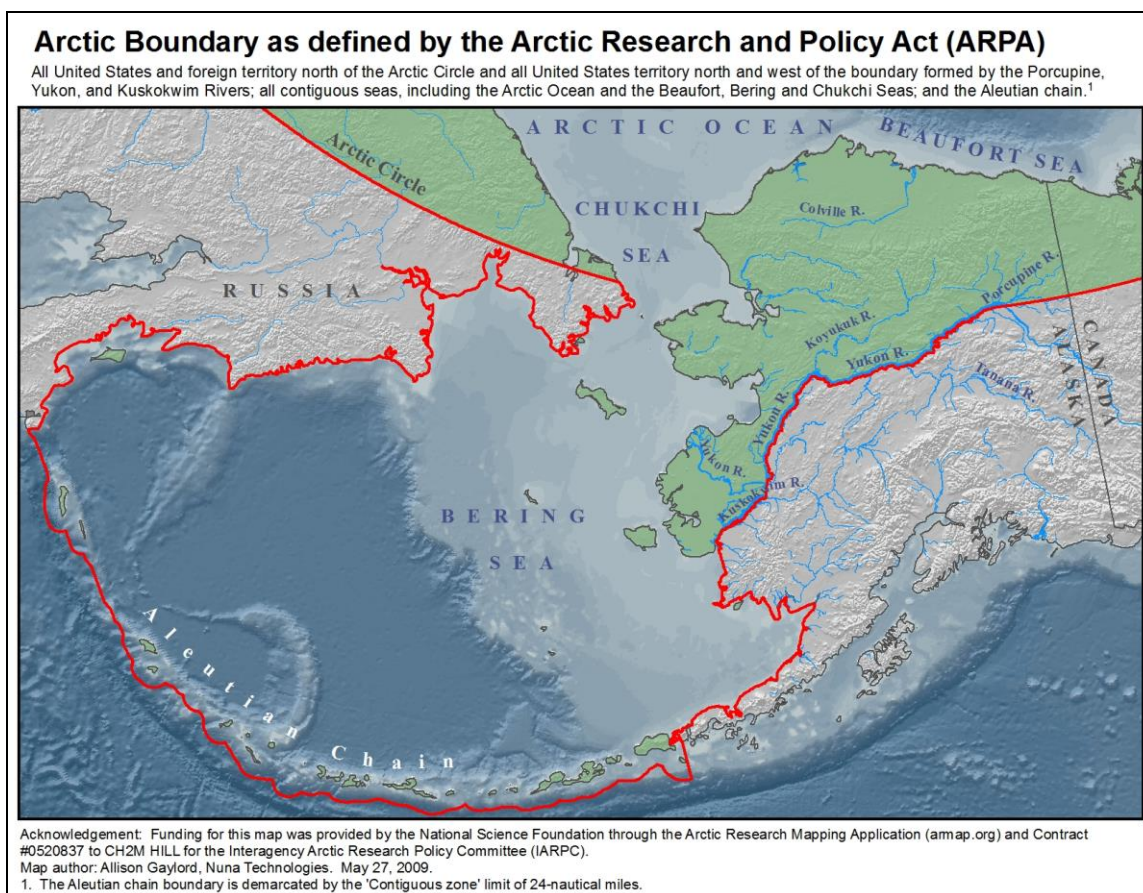 Arctic Boundary as defined by the Arctic Research and Policy Act (ARPA)
All United States and foreign territory north of the Arctic Circle and all United States territory north and west of the boundary formed by the Porcupine,
Yukon, and Kuskokwim Rivers; all contiguous seas, including the Arctic Ocean and the Beaufort, Bering and Chukchi Seas; and the Aleutian chain.1
ARCTIC OCEAN
BEAUFORT SEA
Arctic Circle
CHUKCHI
SEA
Colville R.
RUSSIA
Porcupine R.
Koyukuk R.
Yukon R.
CANADA
ALASKA
Tanana R.
Yukon R.
Yukon R.
Kuskokwim R.
BERING
SEA
Aleutian Chain
Acknowledgement: Funding for this map was provided by the National Science Foundation through the Arctic Research Mapping Application (armap.org) and Contract
#0520837 to CH2M HILL for the Interagency Arctic Research Policy Committee (IARPC).
Map author: Allison Gaylord, Nuna Technologies. May 27, 2009.
1. The Aleutian chain boundary is demarcated by the 'Contiguous zone' limit of 24-nautical miles.